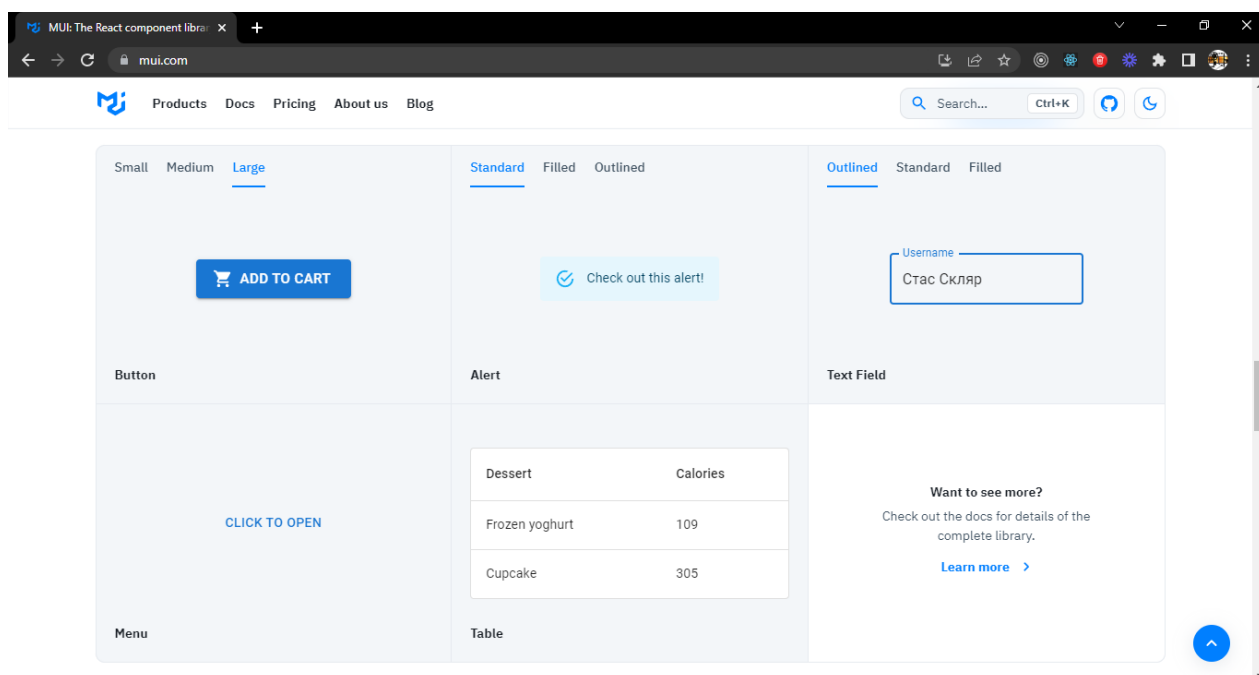 MUI: The React component librar
mui.com
Products Docs Pricing About us Blog
Search... Ctrl+K
Small Medium Large
Standard Filled Outlined
Outlined Standard Filled
ADD TO CART
Check out this alert!
Username
Стас Скляр
Button
Alert
Text Field
CLICK TO OPEN
Dessert Calories
Frozen yoghurt 109
Cupcake 305
Want to see more?
Check out the docs for details of the
complete library.
Learn more
Menu
Table